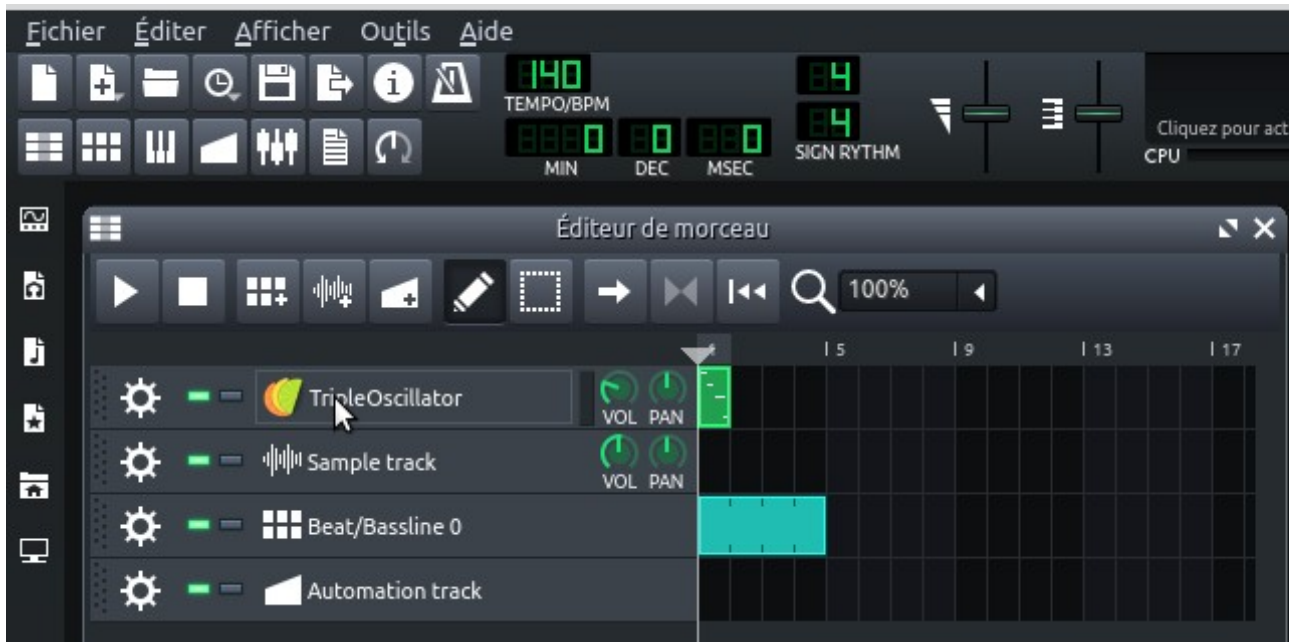 Fichier Éditer Afficher Outils Aide
140
TEMPO/BPM
4
4
SIGN RYTHM
0 0 0
MIN DEC MSEC
Cliquez pour act
CPU
Éditeur de morceau
100%
5 9 13 17
TripleOscillator
VOL PAN
Sample track
VOL PAN
Beat/Bassline 0
Automation track